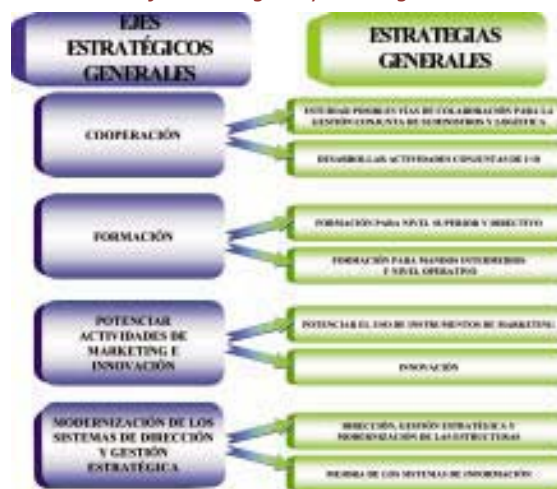 EJES
ESTRATÉGICOS
GENERALES
ESTRATEGIAS
GENERALES
COOPERACIÓN
ESTUDIAR POSIBLES VÍAS DE COLABORACIÓN PARA LA
GESTIÓN CONJUNTA DE SUMINISTROS Y LOGÍSTICA.
DESARROLLAR ACTIVIDADES CONJUNTAS DE I+D
FORMACIÓN
FORMACIÓN PARA NIVEL SUPERIOR Y DIRECTIVO
FORMACIÓN PARA MANDOS INTERMEDIOS
Y NIVEL OPERATIVO
POTENCIAR
ACTIVIDADES DE
MARKETING E
INNOVACIÓN
POTENCIAR EL USO DE INSTRUMENTOS DE MARKETING
INNOVACIÓN
MODERNIZACIÓN DE LOS
SISTEMAS DE DIRECCIÓN
Y GESTIÓN
ESTRATÉGICA
DIRECCIÓN, GESTIÓN ESTRATÉGICA Y
MODERNIZACIÓN DE LAS ESTRUCTURAS
MEJORA DE LOS SISTEMAS DE INFORMACIÓN